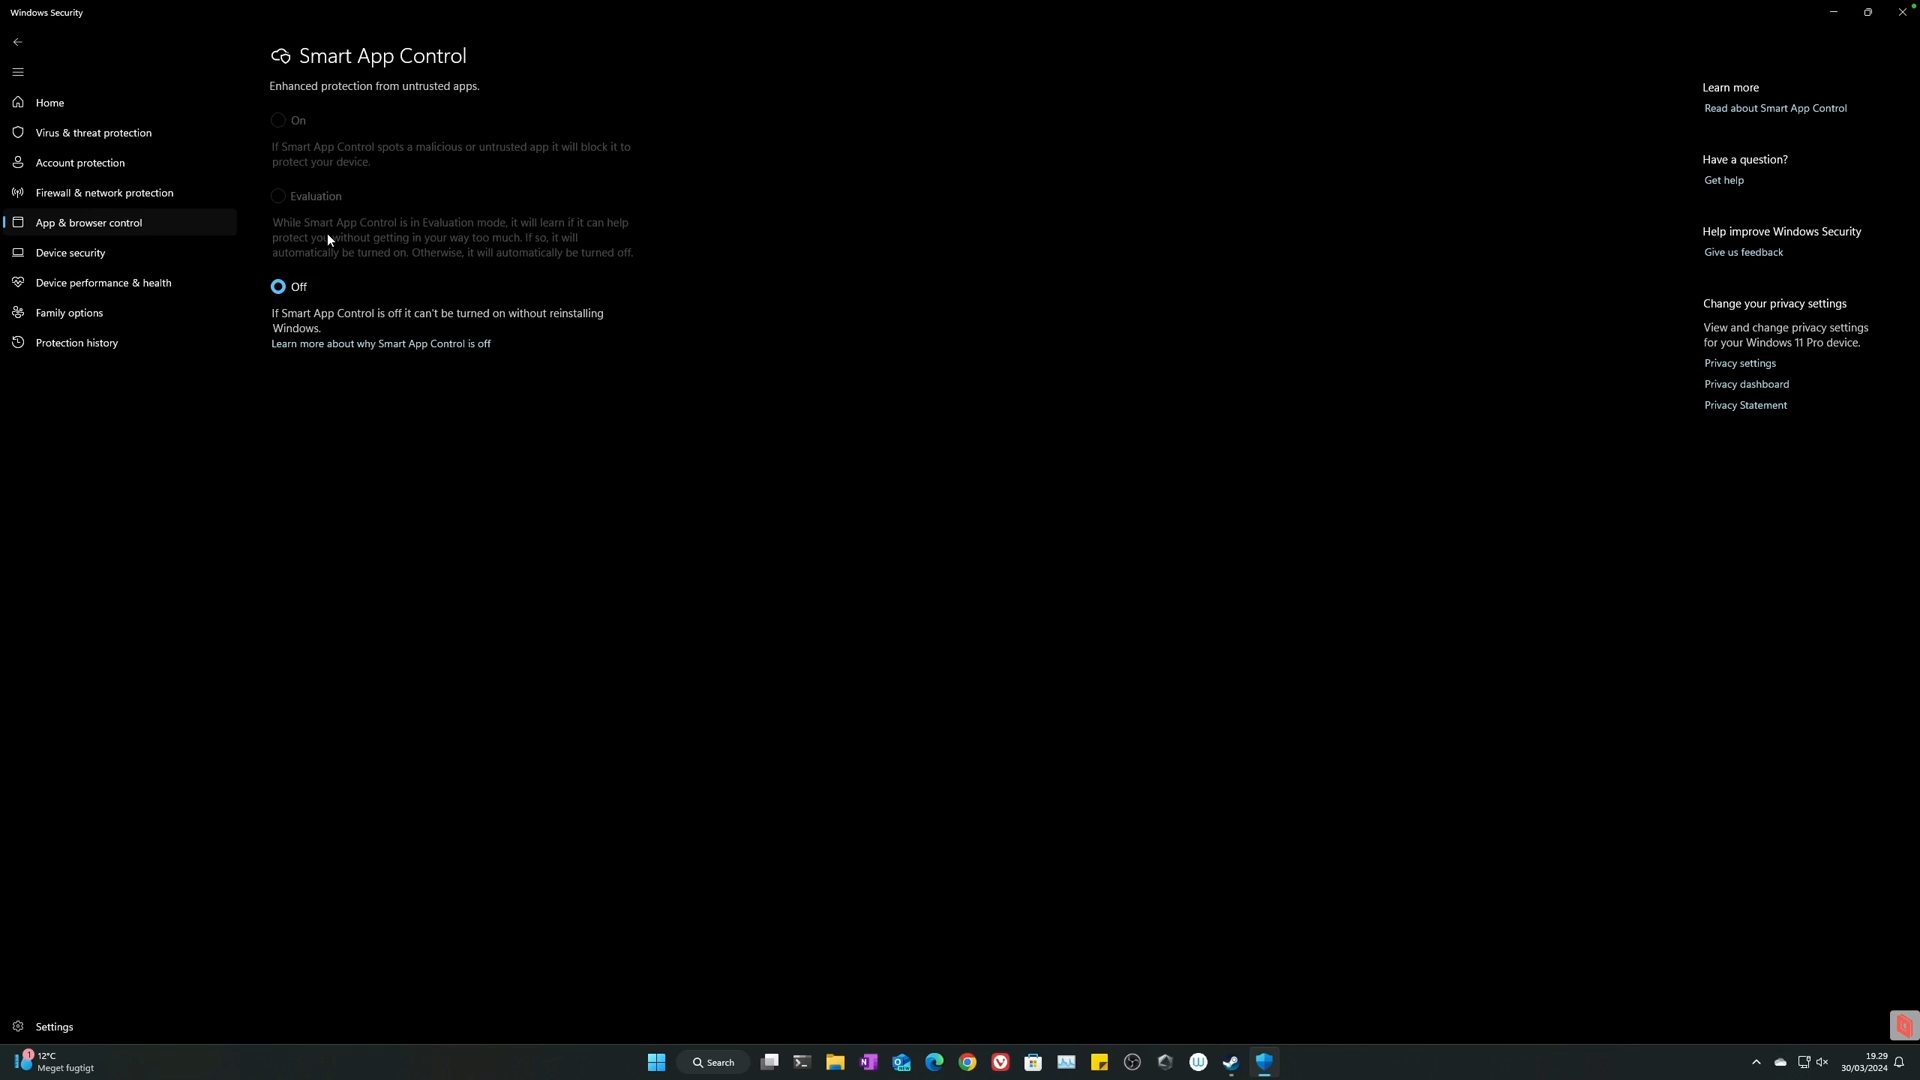 Windows Security
Home
Virus & threat protection
Account protection
Firewall & network protection
App & browser control
Device security
Device performance & health
Family options
Protection history
Settings
Smart App Control
Enhanced protection from untrusted apps.
On
If Smart App Control spots a malicious or untrusted app it will block it to
protect your device.
Evaluation
While Smart App Control is in Evaluation mode, it will learn if it can help
protect you without getting in your way too much. If so, it will
automatically be turned on. Otherwise, it will automatically be turned off.
Off
If Smart App Control is off it can't be turned on without reinstalling
Windows.
Learn more about why Smart App Control is off
Learn more
Read about Smart App Control
Have a question?
Get help
Help improve Windows Security
Give us feedback
Change your privacy settings
View and change privacy settings
for your Windows 11 Pro device.
Privacy settings
Privacy dashboard
Privacy Statement
1
12°C
Meget fugtigt
Search
NEW
19.29
30/03/2024